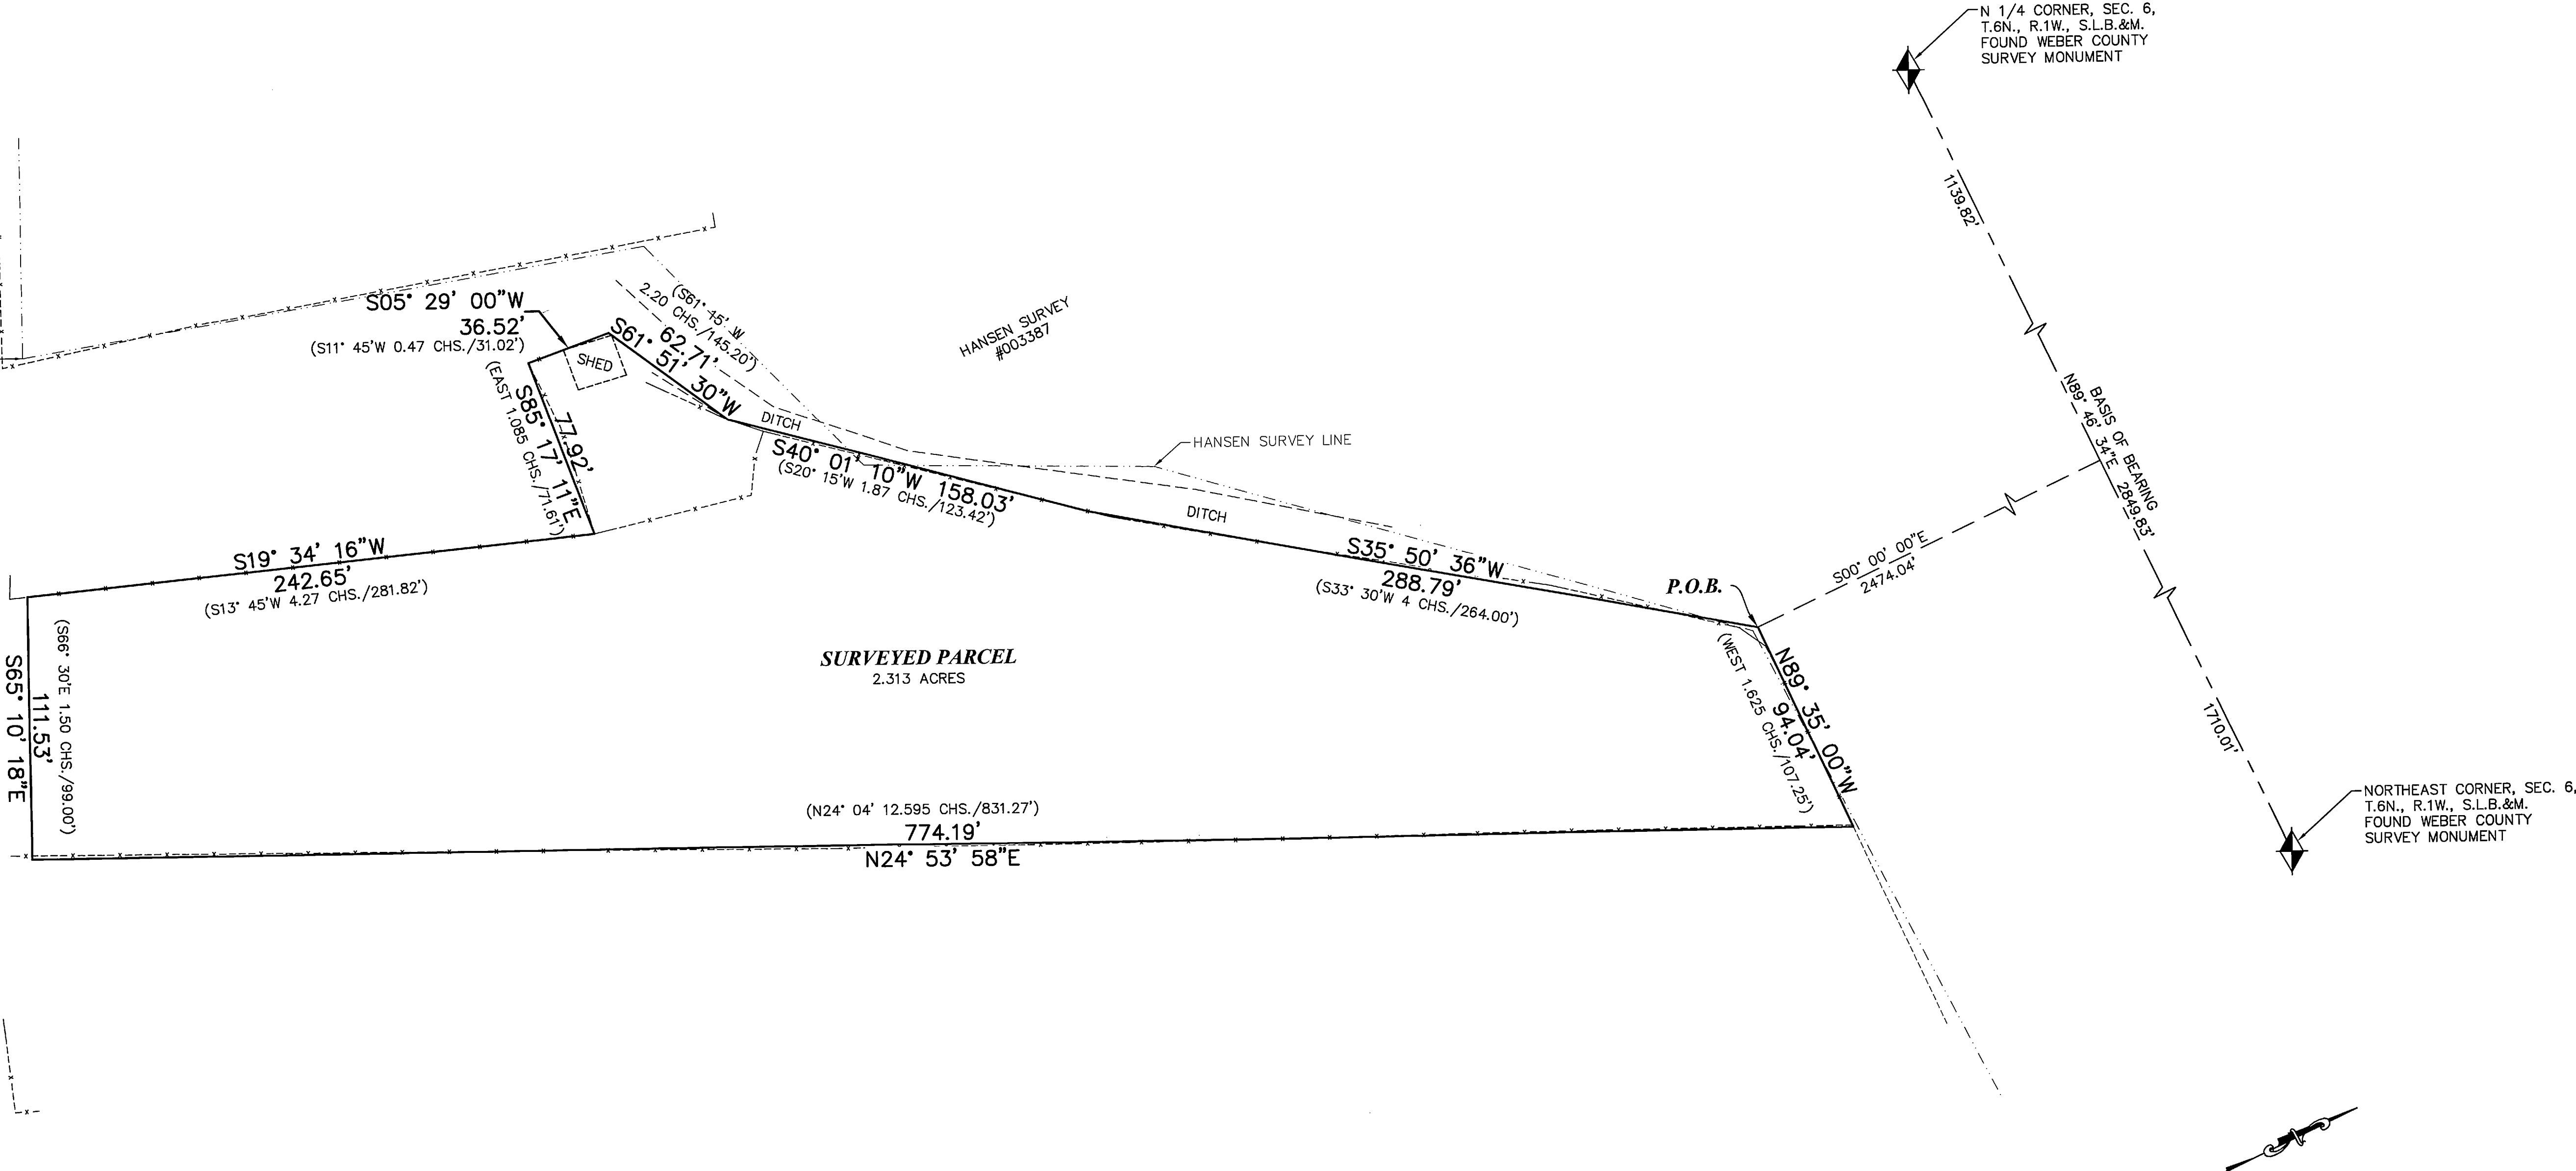 N 1/4 CORNER, SEC. 6,
T.6N., R.1W., S.L.B.&M.
FOUND WEBER COUNTY
SURVEY MONUMENT
1139.82'
BASIS OF BEARING
N89° 46' 34"E 2849.83'
1710.01'
NORTHEAST CORNER, SEC. 6,
T.6N., R.1W., S.L.B.&M.
FOUND WEBER COUNTY
SURVEY MONUMENT
S00° 00' 00"E
2474.04'
P.O.B.
HANSEN SURVEY
#003387
HANSEN SURVEY LINE
S05° 29' 00"W
36.52'
(S11° 45'W 0.47 CHS./31.02')
SHED
(S61° 45' W
2.20 CHS./145.20')
62.71'
S61° 51' 30"W
DITCH
77.92'
S85° 17' 11"E
(EAST 1.085 CHS./71.61')
S40° 01' 10"W 158.03'
(S20° 15'W 1.87 CHS./123.42')
DITCH
S35° 50' 36"W
288.79'
(S33° 30'W 4 CHS./264.00')
S19° 34' 16"W
242.65'
(S13° 45'W 4.27 CHS./281.82')
SURVEYED PARCEL
2.313 ACRES
N89° 35' 00"W
94.04'
(WEST 1.625 CHS./107.25')
(S66° 30'E 1.50 CHS./99.00')
111.53'
S65° 10' 18"E
(N24° 04' 12.595 CHS./831.27')
774.19'
N24° 53' 58"E